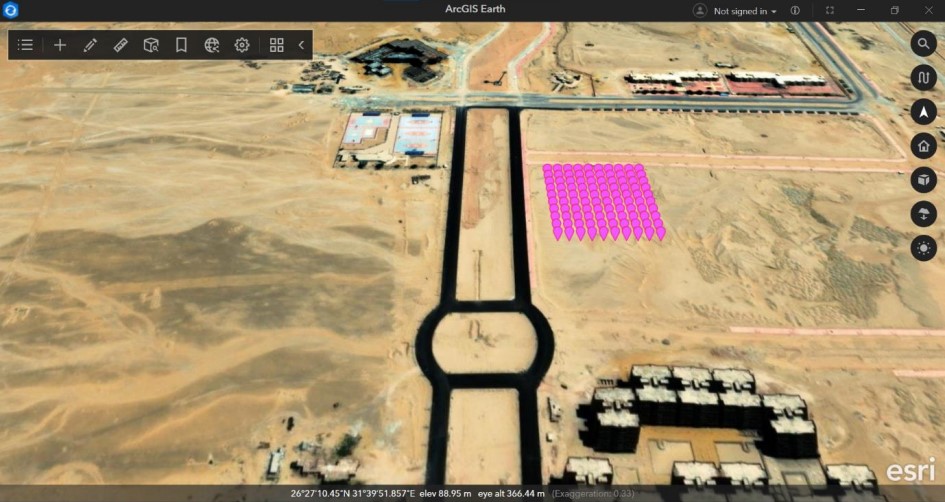 ArcGIS Earth
Not signed in
esri
26°27'10.45"N 31°39'51.857"E elev 88.95 m eye alt 366.44 m (Exaggeration: 0.33)